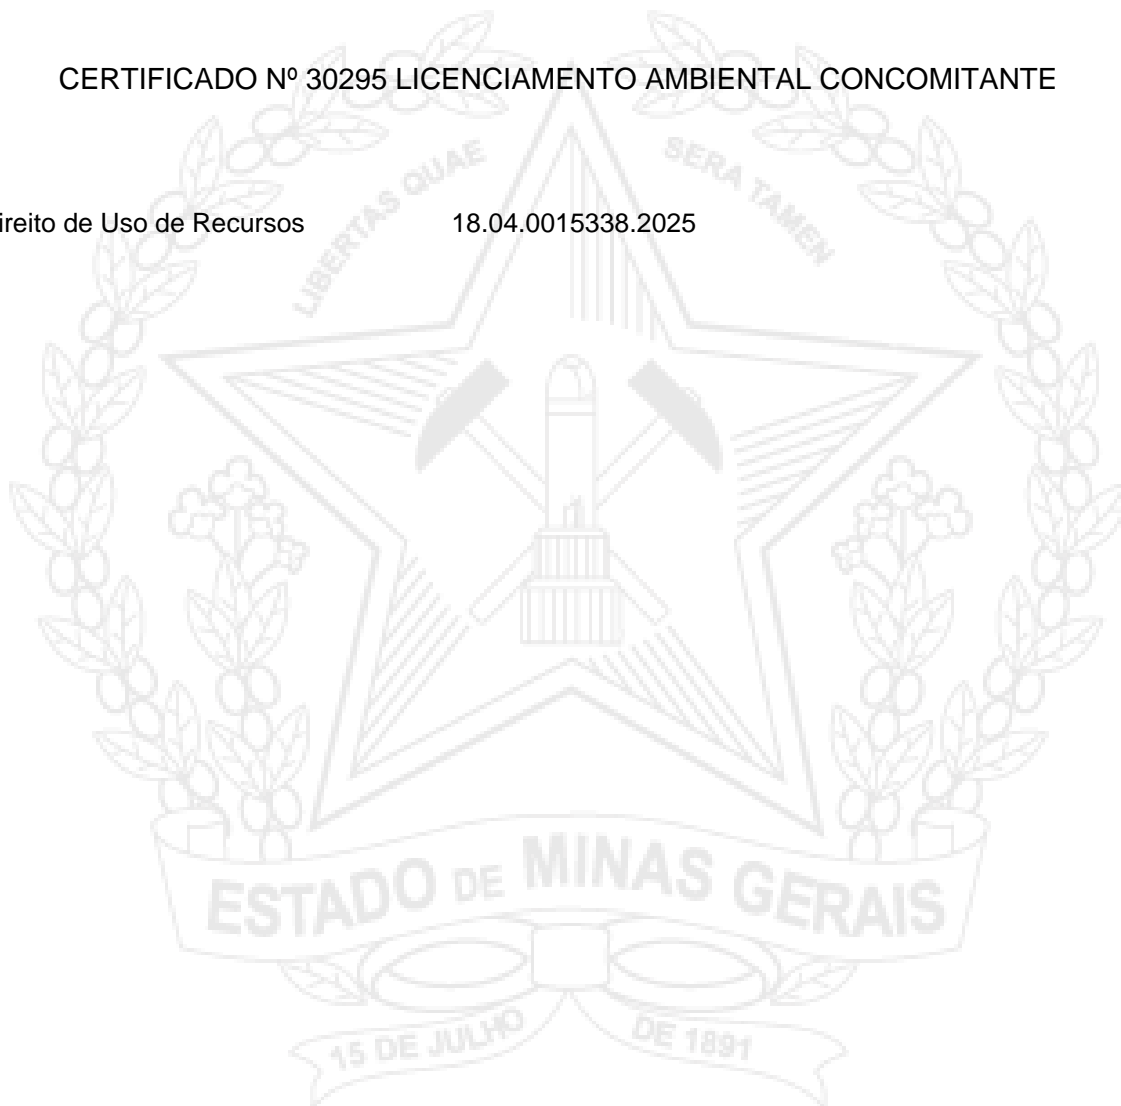 CERTIFICADO Nº 30295 LICENCIAMENTO AMBIENTAL CONCOMITANTE
LIBERTAS QUAE SERA TAMEN
ireito de Uso de Recursos 18.04.0015338.2025
ESTADO DE MINAS GERAIS
15 DE JULHO DE 1891